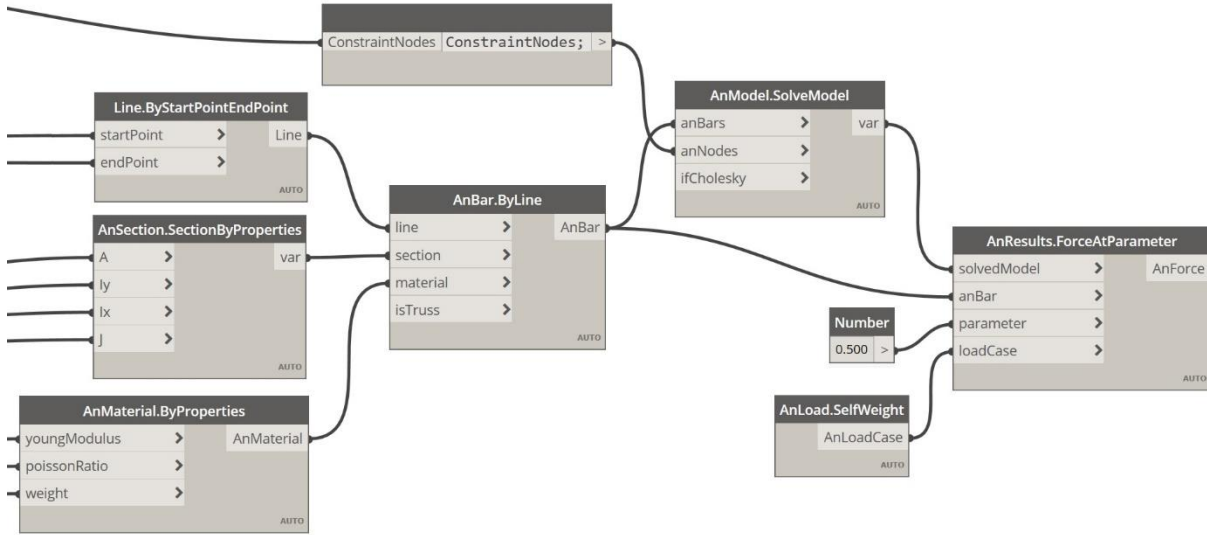 ConstraintNodes ConstraintNodes; >
Line.ByStartPointEndPoint
startPoint > Line
endPoint >
AUTO
AnSection.SectionByProperties
A > var
Iy >
Ix >
J >
AUTO
AnMaterial.ByProperties
youngModulus > AnMaterial
poissonRatio >
weight >
AUTO
AnBar.ByLine
line > AnBar
section >
material >
isTruss >
AUTO
AnModel.SolveModel
anBars > var
anNodes >
ifCholesky >
AUTO
Number
0.500 >
AnLoad.SelfWeight
AnLoadCase
AUTO
AnResults.ForceAtParameter
solvedModel > AnForce
anBar >
parameter >
loadCase >
AUTO